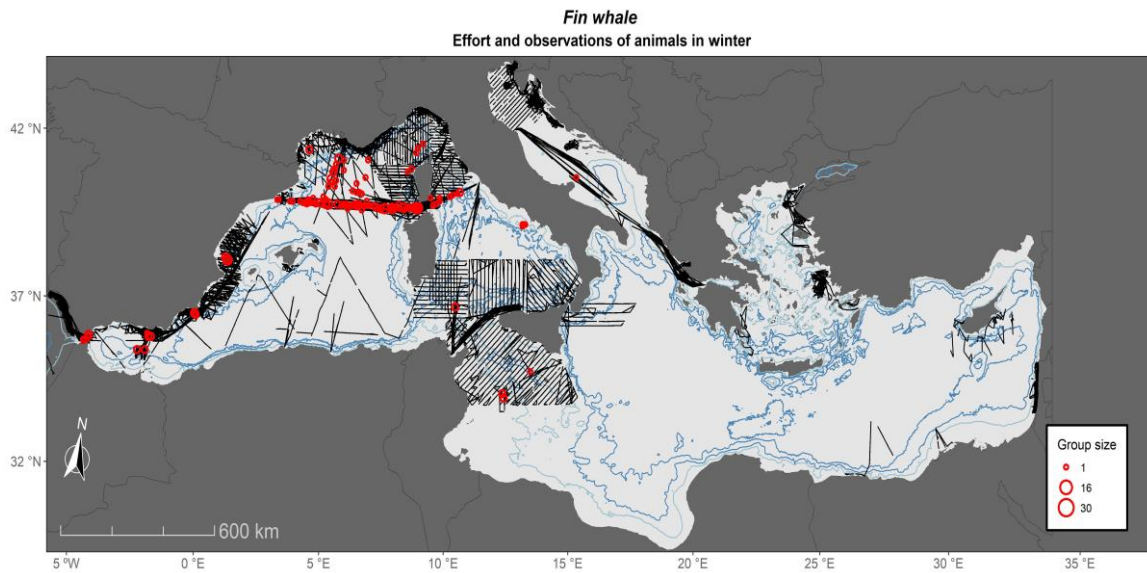 Fin whale
Effort and observations of animals in winter
42 °N
37 °N
32 °N
N
600 km
Group size
1
16
30
5 ºW
0 °E
5 °E
10 °E
15 °E
20 °E
25 °E
30 °E
35 °E